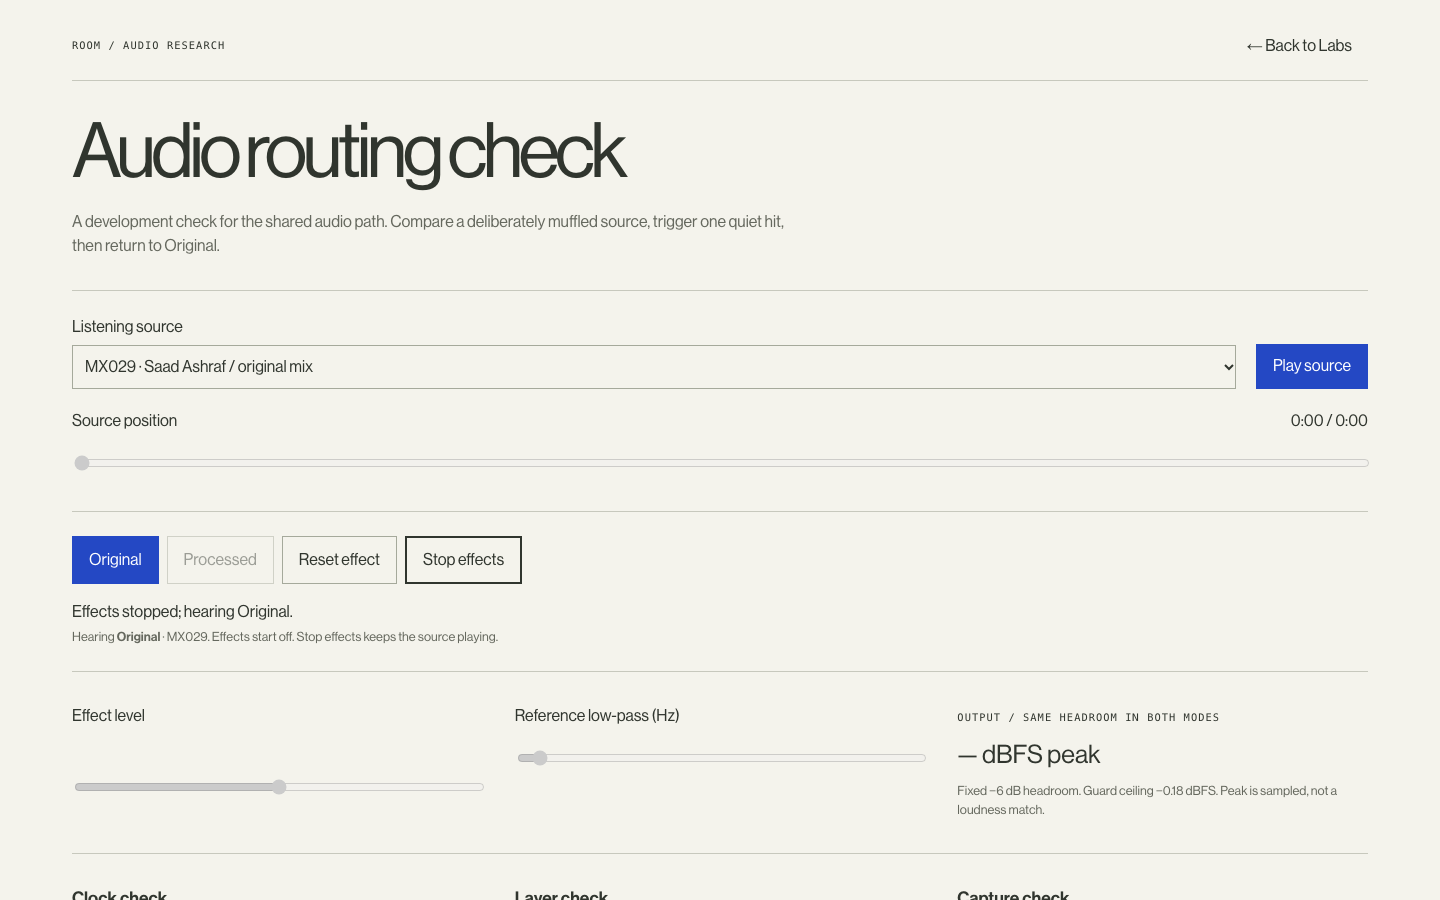 ROOM / AUDIO RESEARCH
← Back to Labs
Audio routing check
A development check for the shared audio path. Compare a deliberately muffled source, trigger one quiet hit,
then return to Original.
Listening source
MX029 · Saad Ashraf / original mix
Play source
Source position
0:00 / 0:00
Original
Processed
Reset effect
Stop effects
Effects stopped; hearing Original.
Hearing Original · MX029. Effects start off. Stop effects keeps the source playing.
Effect level
Reference low-pass (Hz)
OUTPUT / SAME HEADROOM IN BOTH MODES
— dBFS peak
Fixed −6 dB headroom. Guard ceiling −0.18 dBFS. Peak is sampled, not a
loudness match.
Clock check
Layer check
Capture check